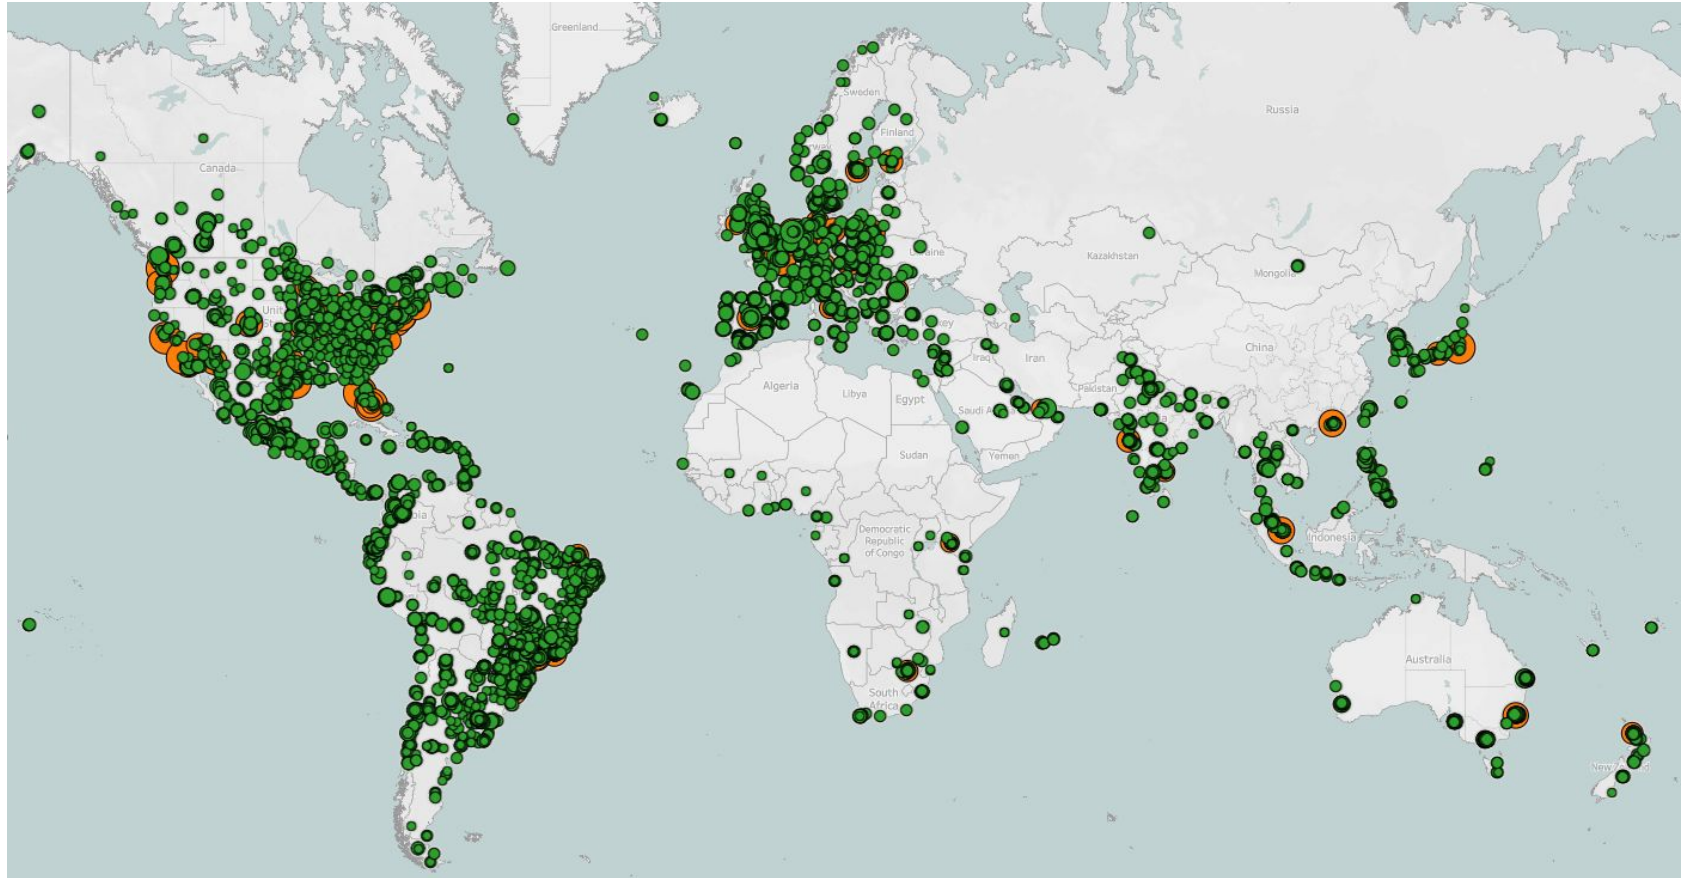 Greenland
Russia
Sweden
Finland
Canada
Kazakhstan
Mongolia
China
Iraq
Iran
Algeria
Libya
Egypt
Pakistan
Sudan
Yemen
Democratic
Republic
of Congo
Indonesia
Australia
South
Africa